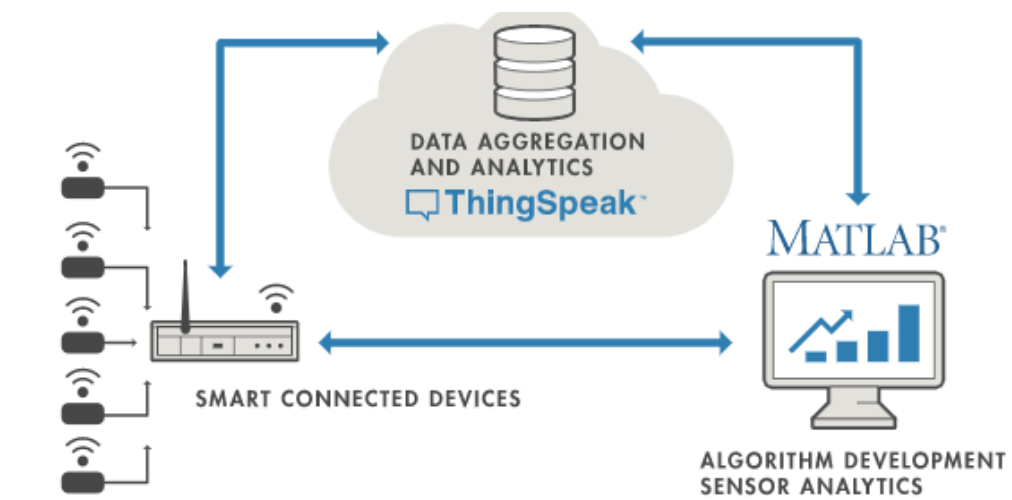 DATA AGGREGATION
AND ANALYTICS
ThingSpeak™
MATLAB®
SMART CONNECTED DEVICES
ALGORITHM DEVELOPMENT
SENSOR ANALYTICS